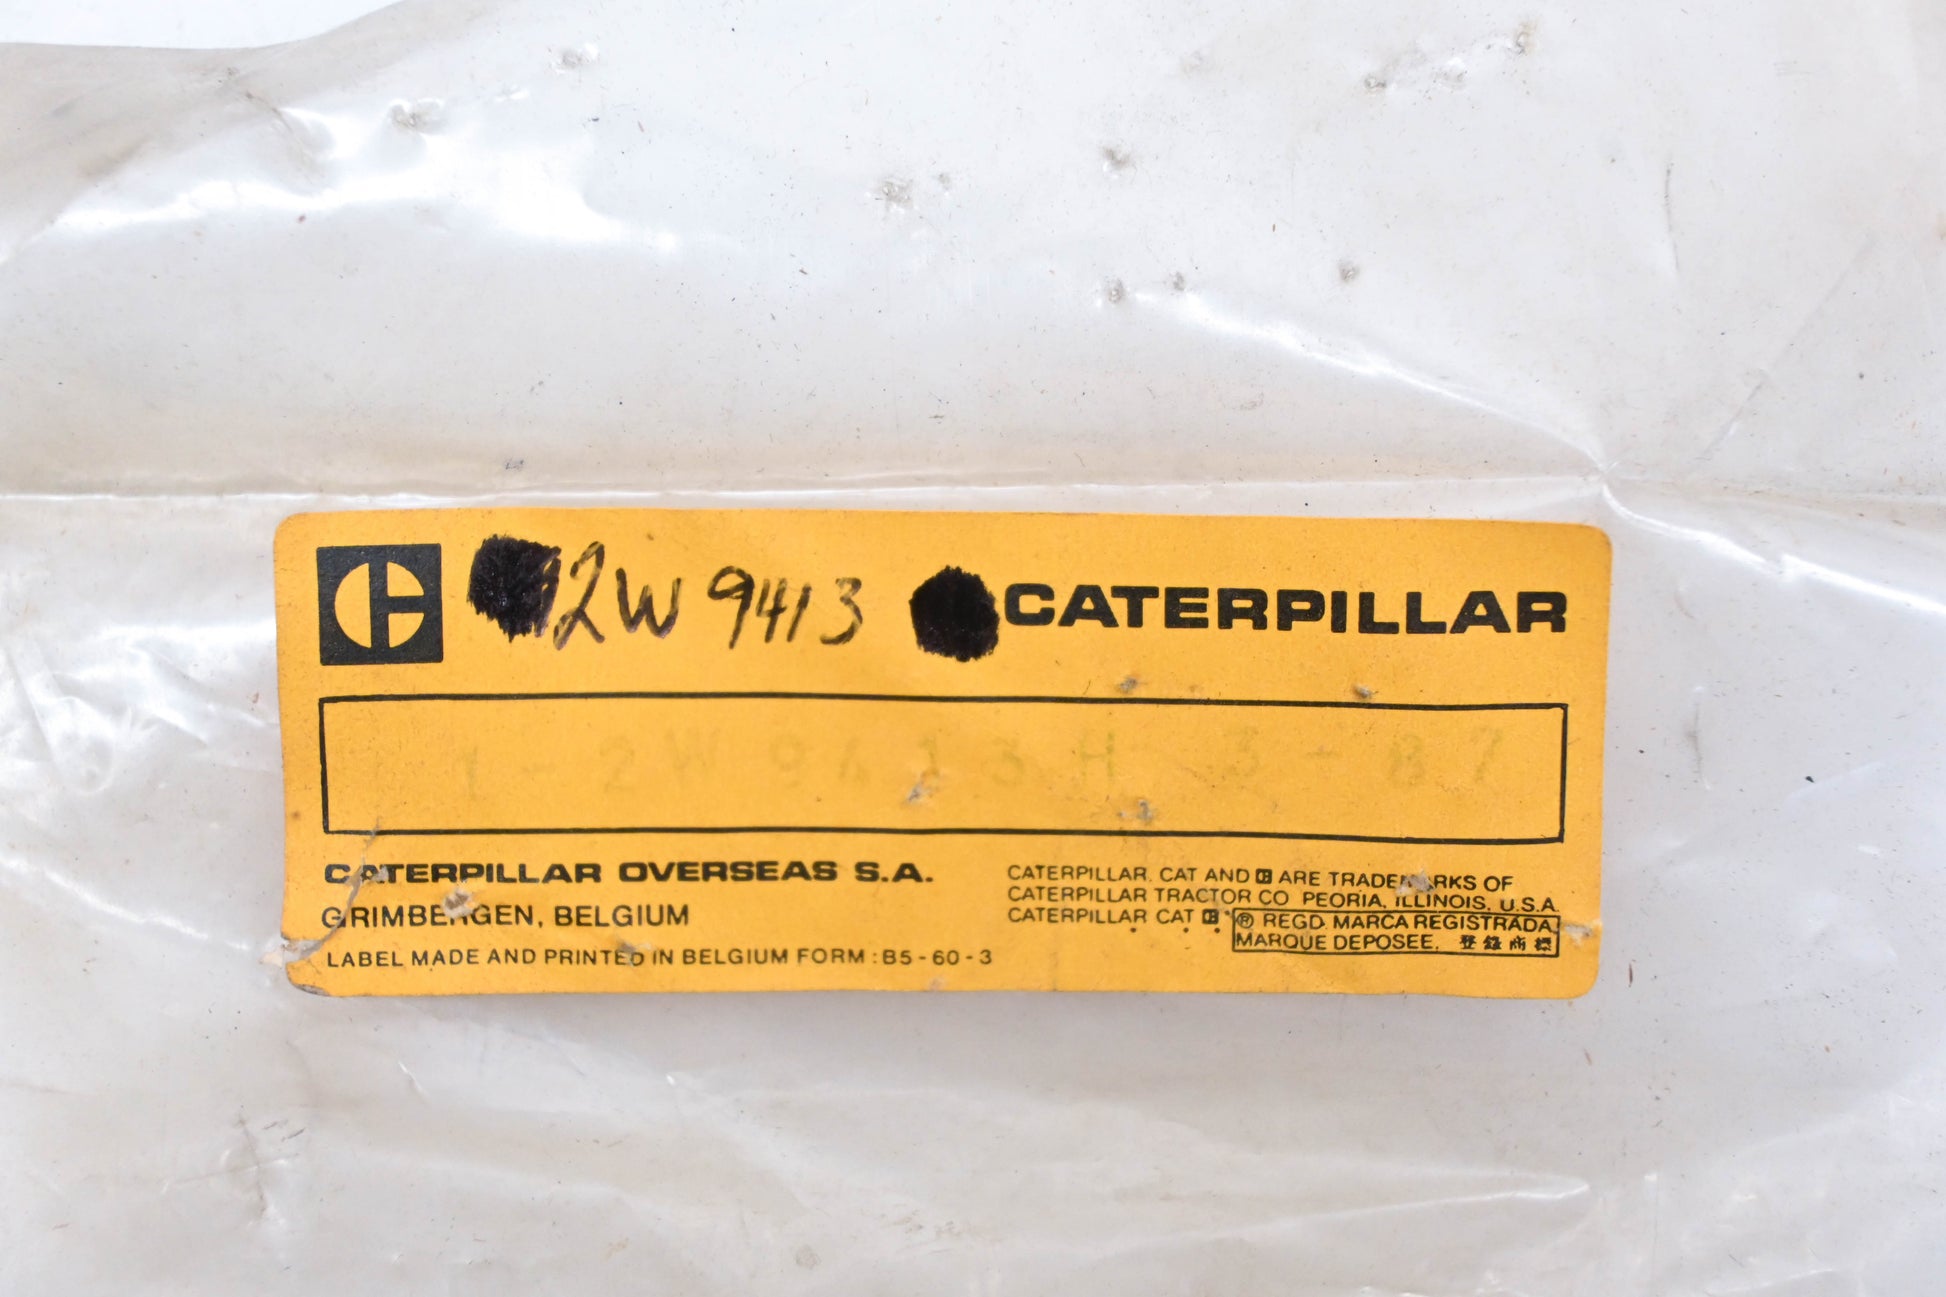 2W 9413 CATERPILLAR
1-2W9413H 3-87
CATERPILLAR OVERSEAS S.A.
GRIMBERGEN, BELGIUM
LABEL MADE AND PRINTED IN BELGIUM FORM : B5-60-3
CATERPILLAR, CAT AND ARE TRADEMARKS OF
CATERPILLAR TRACTOR CO PEORIA, ILLINOIS, U.S.A.
CATERPILLAR CAT ® REGD. MARCA REGISTRADA,
MARQUE DEPOSEE, 登録商標